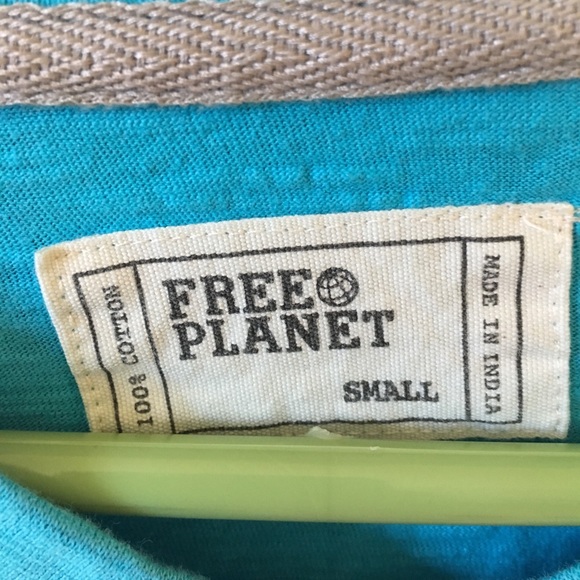 100% COTTON
FREE
PLANET
SMALL
MADE IN INDIA